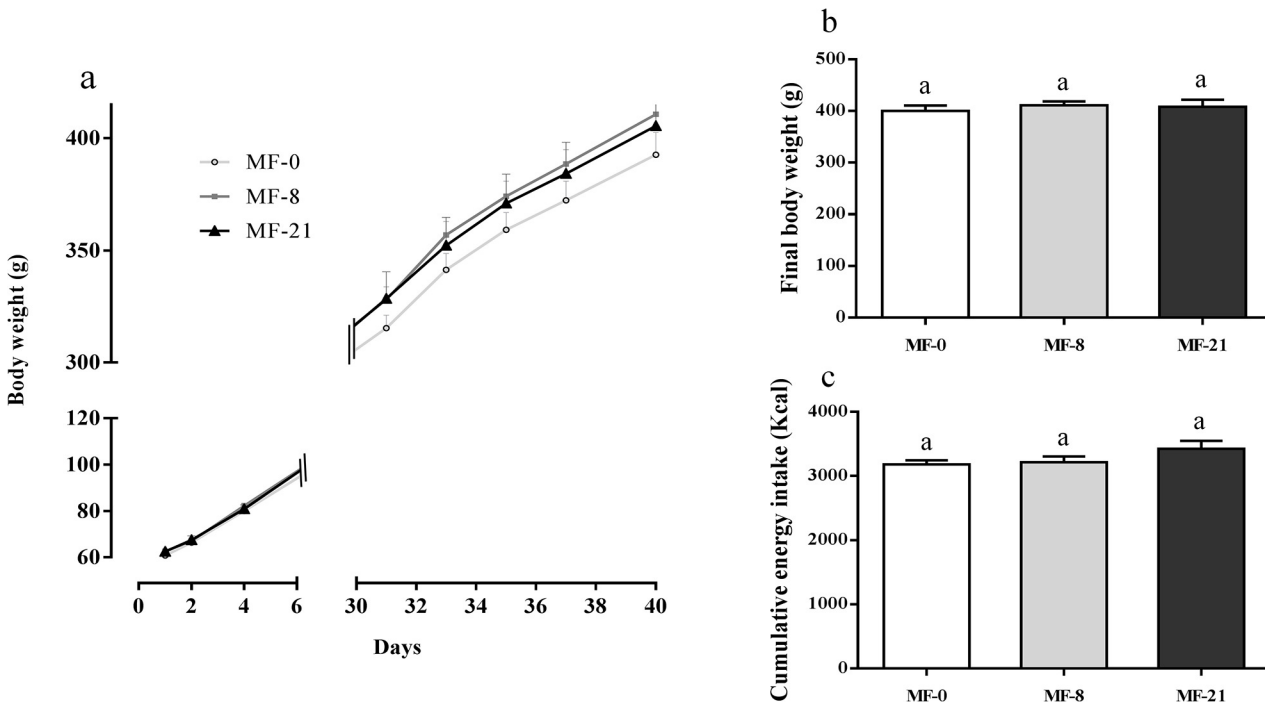 a
Body weight (g)
400
350
300
120
100
80
60
MF-0
MF-8
MF-21
0 2 4 6 30 32 34 36 38 40
Days
b
Final body weight (g)
500
400
300
200
100
0
a a a
MF-0 MF-8 MF-21
c
Cumulative energy intake (Kcal)
4000
3000
2000
1000
0
a a a
MF-0 MF-8 MF-21